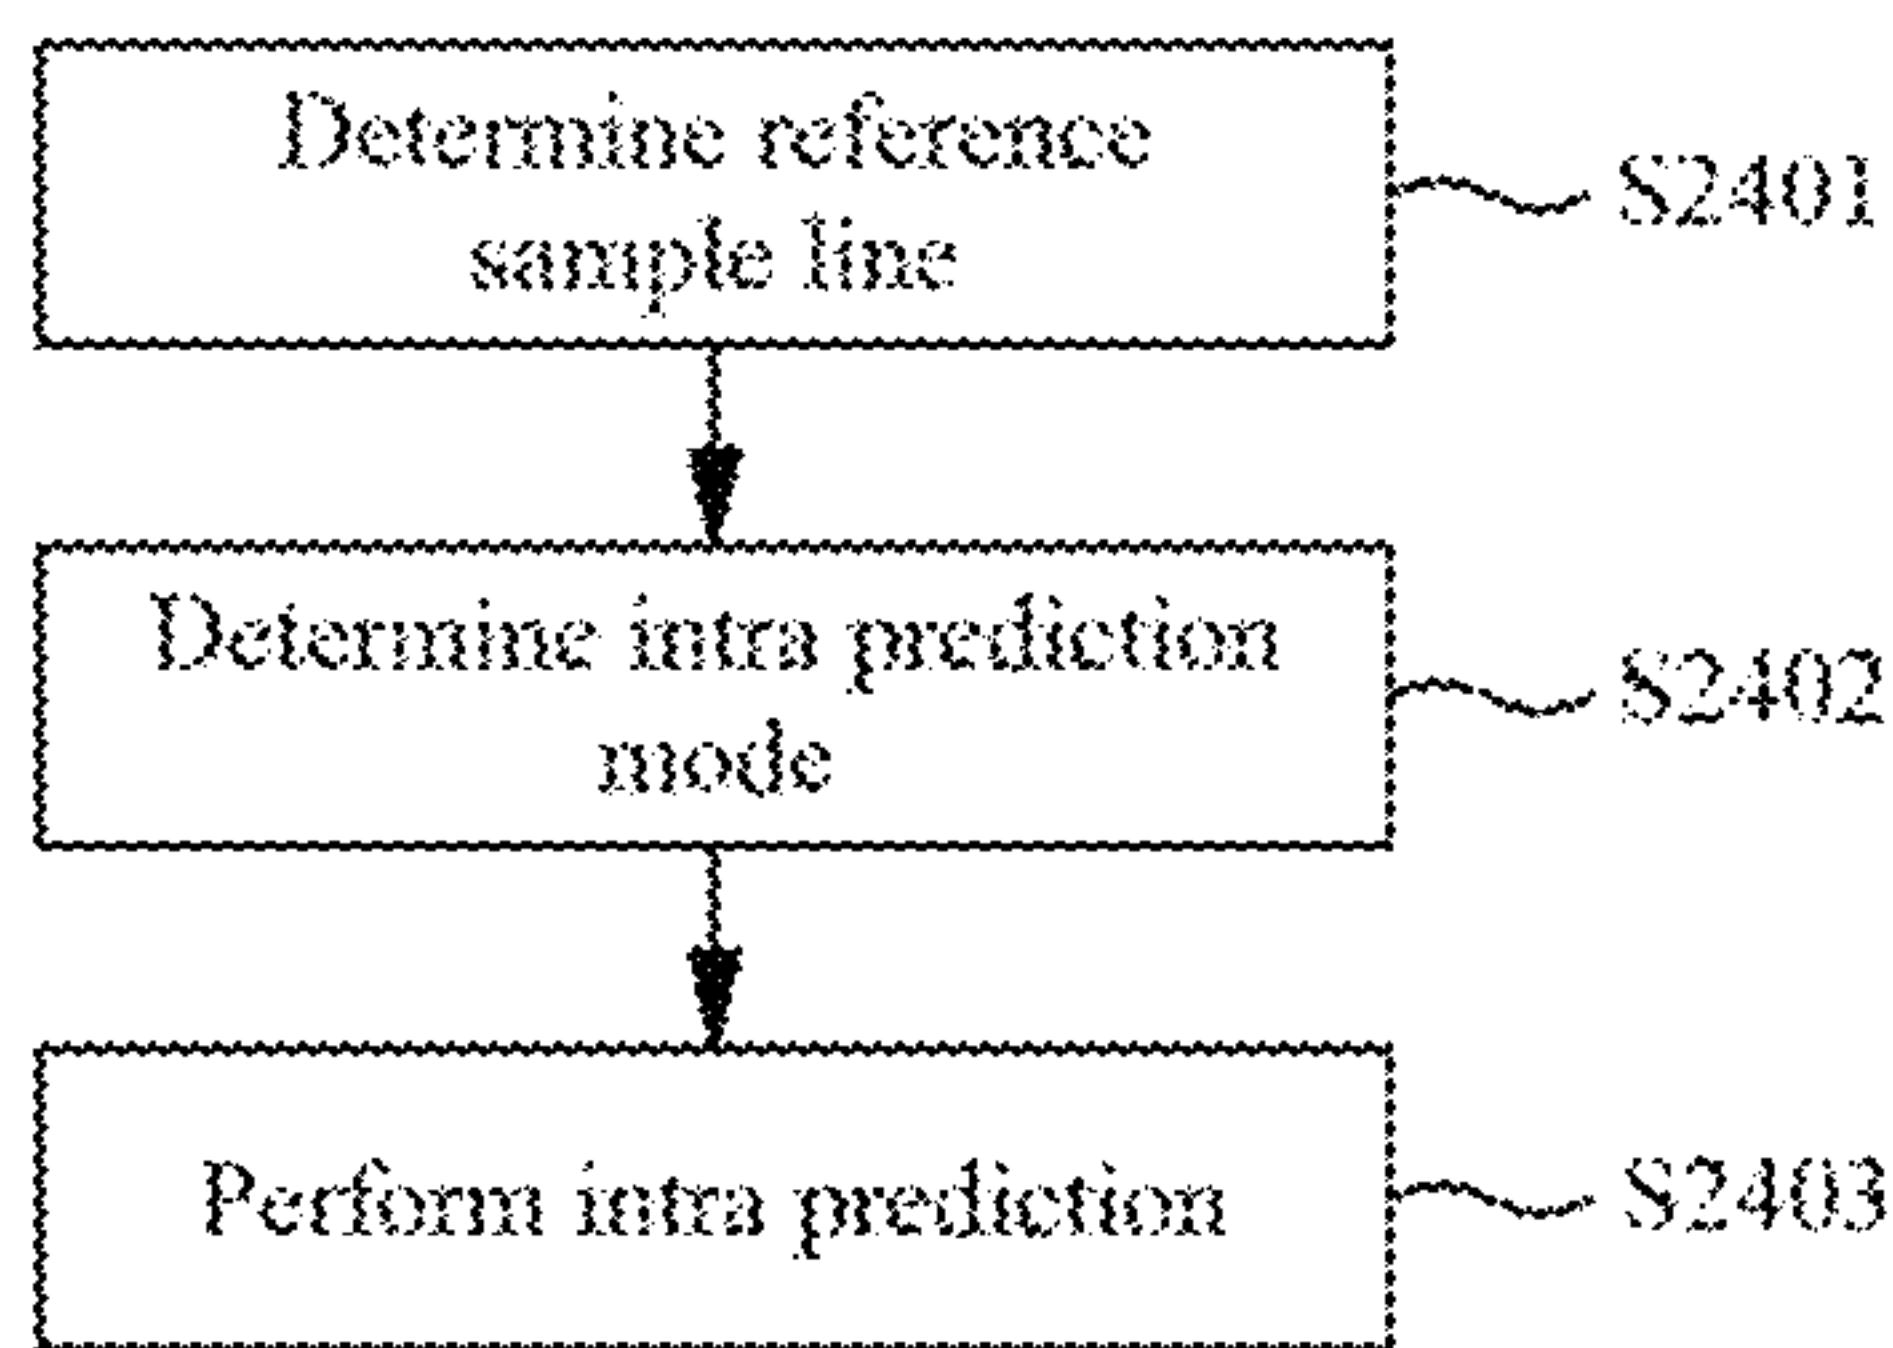 Determine reference
sample line
S2401
Determine intra prediction
mode
S2402
Perform intra prediction
S2403